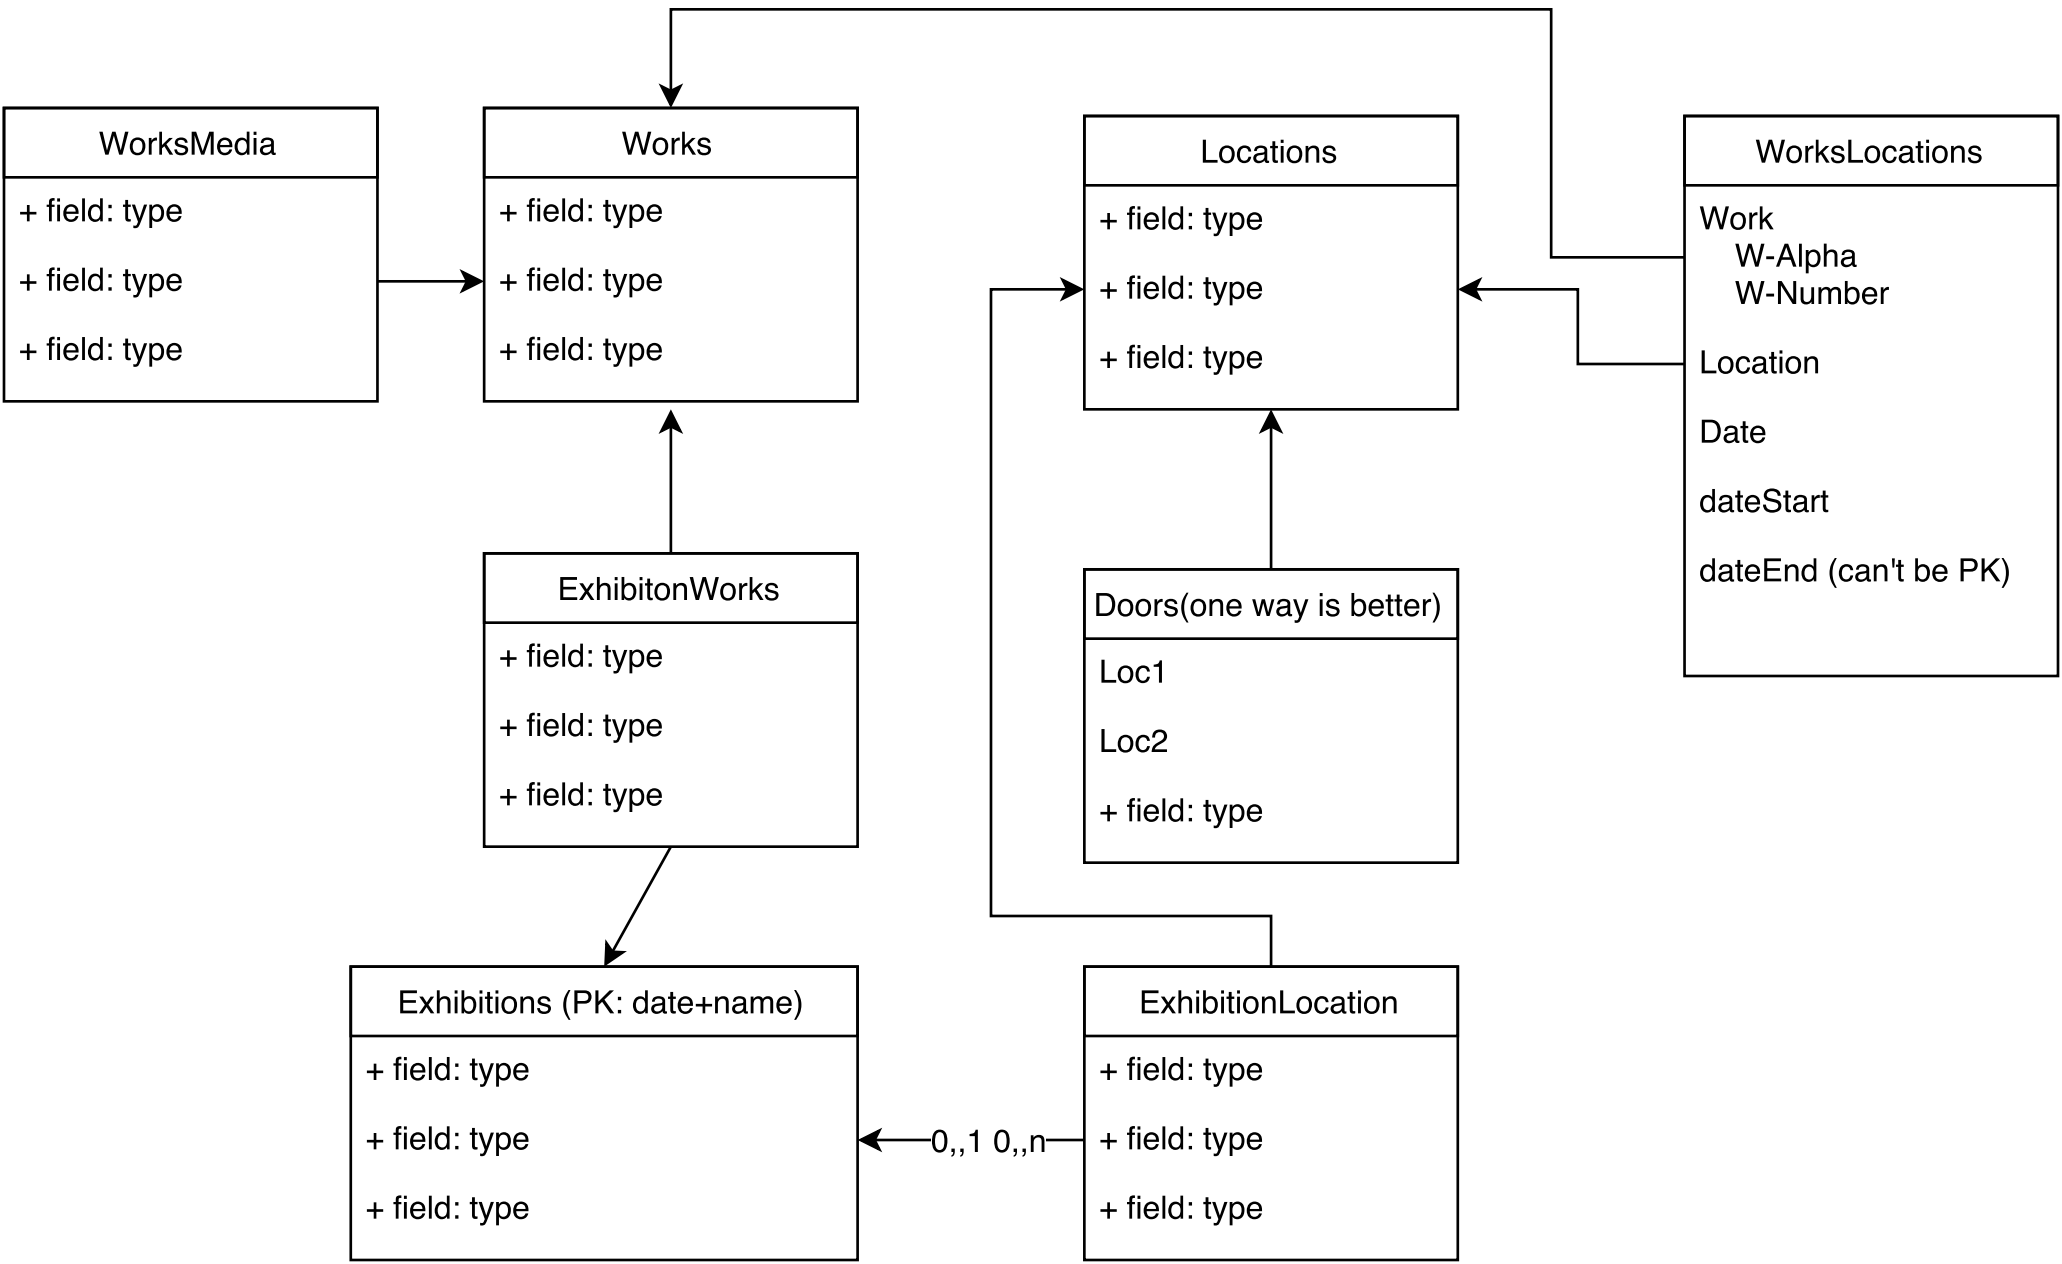 WorksMedia
+ field: type
+ field: type
+ field: type
Works
+ field: type
+ field: type
+ field: type
Locations
+ field: type
+ field: type
+ field: type
WorksLocations
Work
W-Alpha
W-Number
Location
Date
dateStart
dateEnd (can't be PK)
ExhibitonWorks
+ field: type
+ field: type
+ field: type
Doors(one way is better)
Loc1
Loc2
+ field: type
Exhibitions (PK: date+name)
+ field: type
+ field: type
+ field: type
0,,1 0,,n
ExhibitionLocation
+ field: type
+ field: type
+ field: type